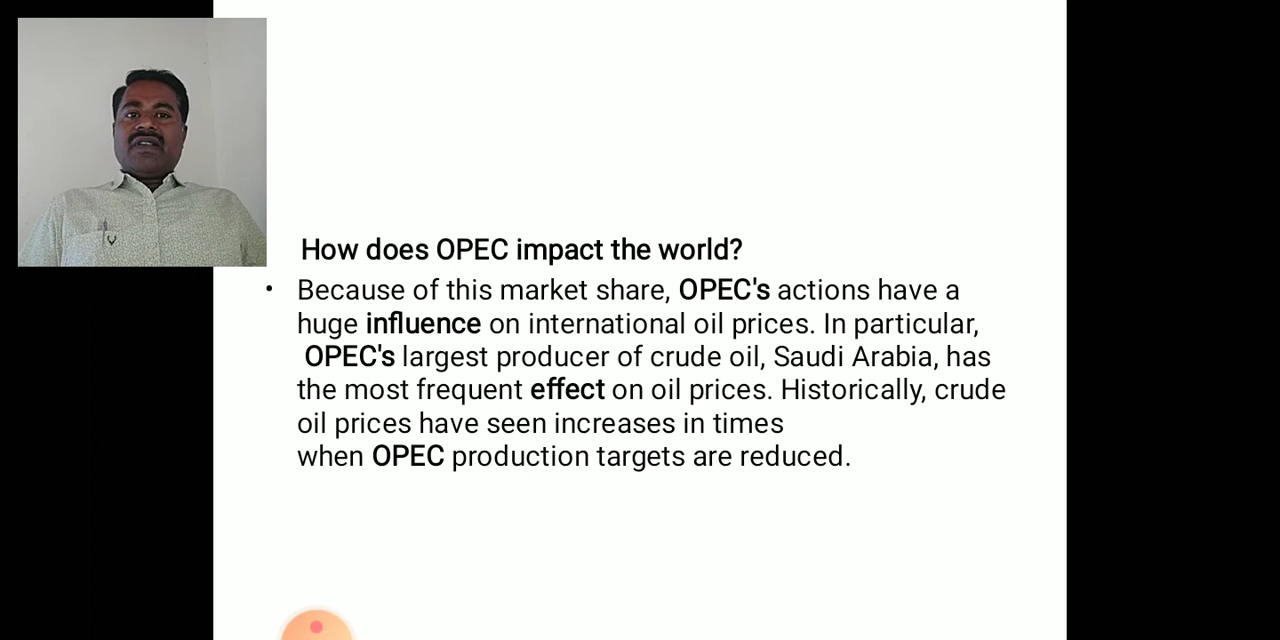 How does OPEC impact the world?
• Because of this market share, OPEC's actions have a
huge influence on international oil prices. In particular,
OPEC's largest producer of crude oil, Saudi Arabia, has
the most frequent effect on oil prices. Historically, crude
oil prices have seen increases in times
when OPEC production targets are reduced.